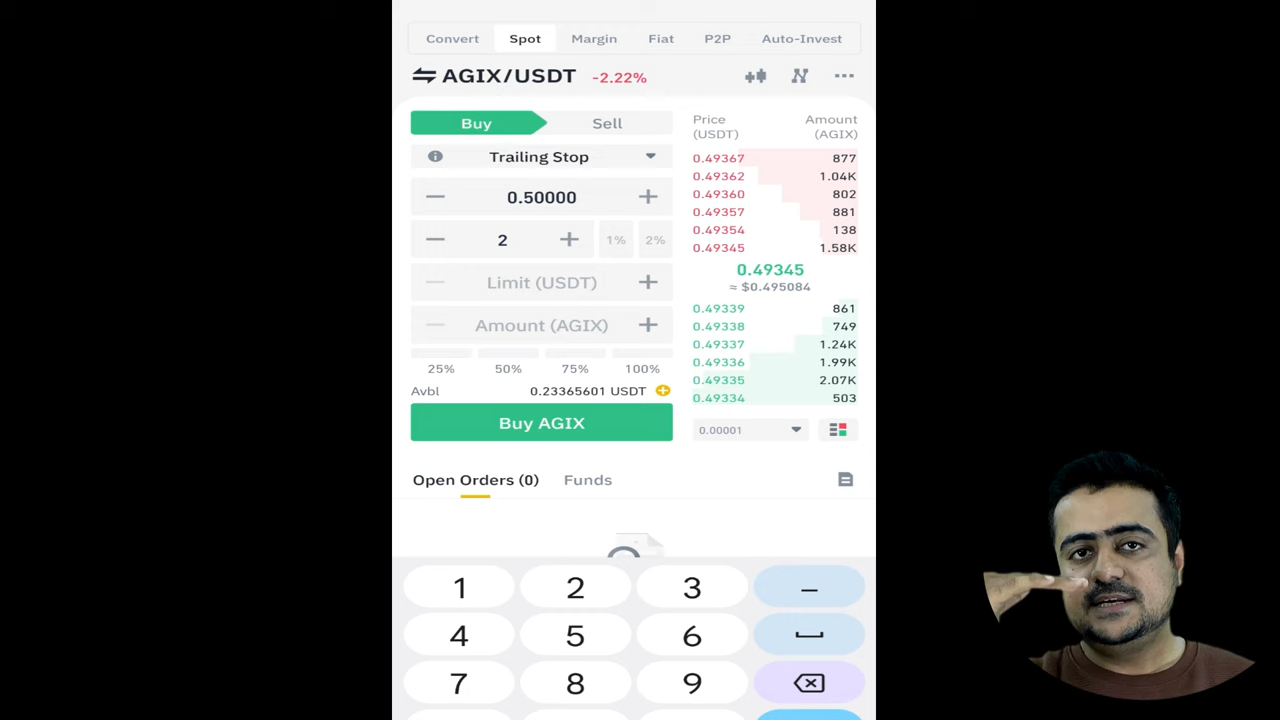 Convert Spot Margin Fiat P2P Auto-Invest
AGIX/USDT -2.22%
Buy Sell
Trailing Stop
0.50000
2 1% 2%
Limit (USDT)
Amount (AGIX)
25% 50% 75% 100%
Avbl 0.23365601 USDT
Buy AGIX
Price Amount
(USDT) (AGIX)
0.49367 877
0.49362 1.04K
0.49360 802
0.49357 881
0.49354 138
0.49345 1.58K
0.49345
≈ $0.495084
0.49339 861
0.49338 749
0.49337 1.24K
0.49336 1.99K
0.49335 2.07K
0.49334 503
0.00001
Open Orders (0) Funds
1 2 3 –
4 5 6
7 8 9